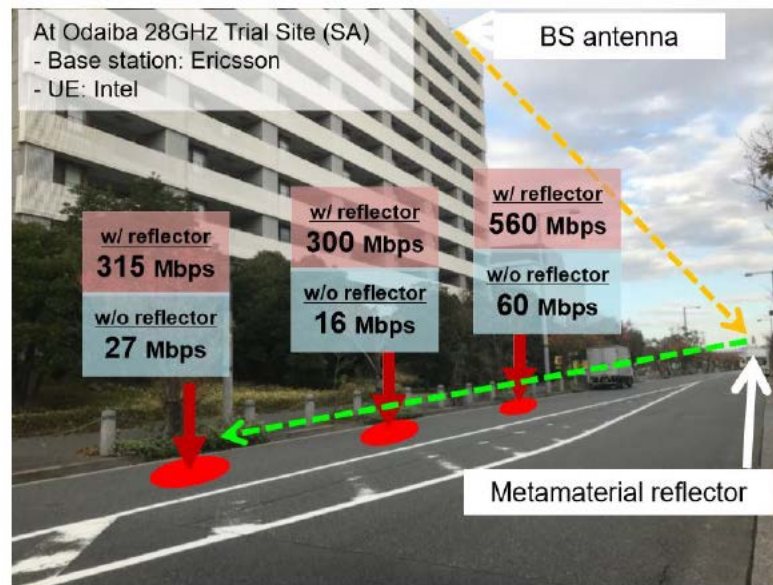 At Odaiba 28GHz Trial Site (SA)
- Base station: Ericsson
- UE: Intel
BS antenna
w/ reflector
315 Mbps
w/o reflector
27 Mbps
w/ reflector
300 Mbps
w/o reflector
16 Mbps
w/ reflector
560 Mbps
w/o reflector
60 Mbps
Metamaterial reflector